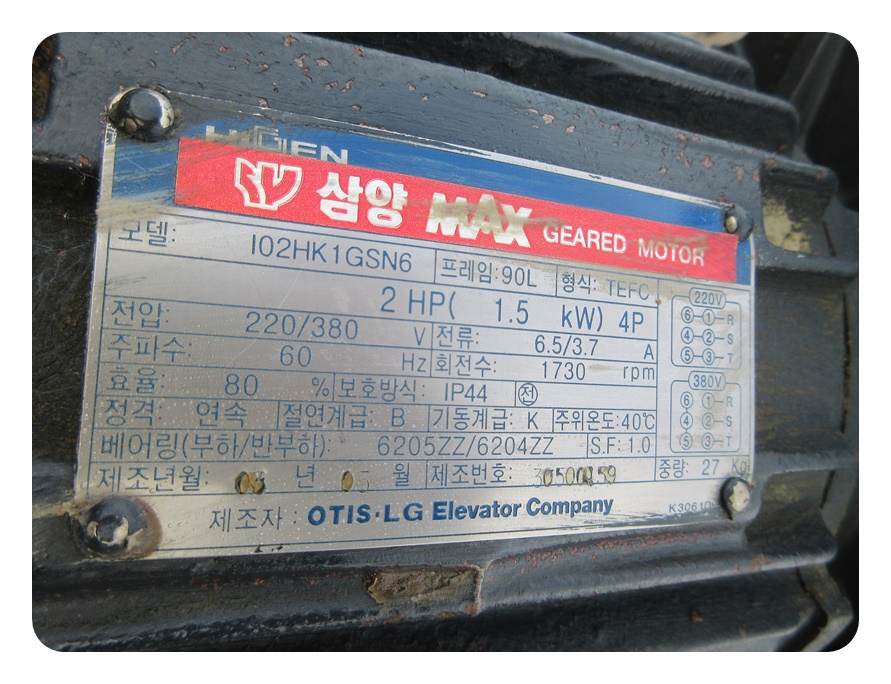 HIGEN
삼양 MAX GEARED MOTOR
모델: I02HK1GSN6 프레임: 90L 형식: TEFC
2 HP( 1.5 kW) 4P
전압: 220/380 V 전류: 6.5/3.7 A
주파수: 60 Hz 회전수: 1730 rpm
효율: 80 % 보호방식: IP44 전
정격: 연속 절연계급: B 기동계급: K 주위온도: 40℃
베어링(부하/반부하): 6205ZZ/6204ZZ S.F: 1.0
제조년월: 년 월 제조번호: 30500159 중량: 27 Kg
제조자 : OTIS·LG Elevator Company
220V
⑥ ① R
④ ② S
⑤ ③ T
380V
⑥ ① R
④ ② S
⑤ ③ T